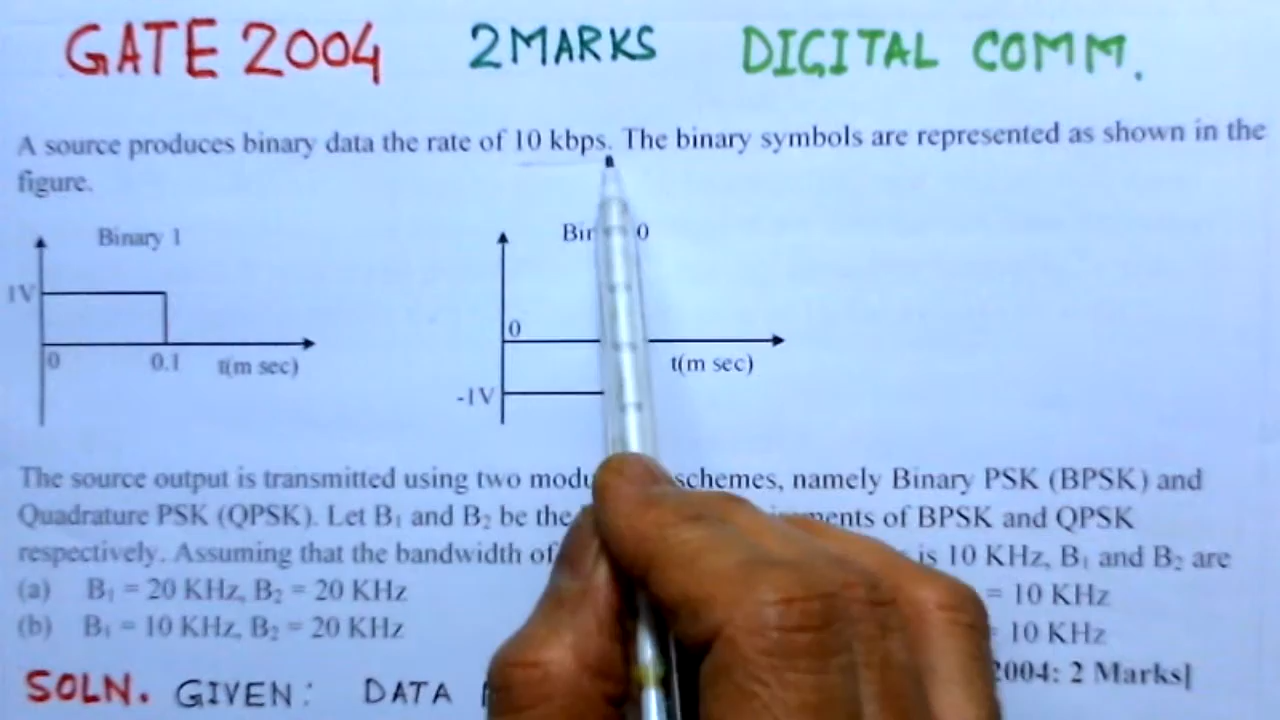 GATE 2004 2 MARKS DIGITAL COMM.
A source produces binary data the rate of 10 kbps. The binary symbols are represented as shown in the
figure.
Binary 1
0
1V
0
0.1
t(m sec)
0
t(m sec)
-1V
The source output is transmitted using two schemes, namely Binary PSK (BPSK) and
Quadrature PSK (QPSK). Let B₁ and B₂ be the of BPSK and QPSK
respectively. Assuming that the bandwidth of is 10 KHz, B₁ and B₂ are
(a) B₁ = 20 KHz, B₂ = 20 KHz = 10 KHz
(b) B₁ = 10 KHz, B₂ = 20 KHz 10 KHz
2004: 2 Marks]
SOLN. GIVEN: DATA